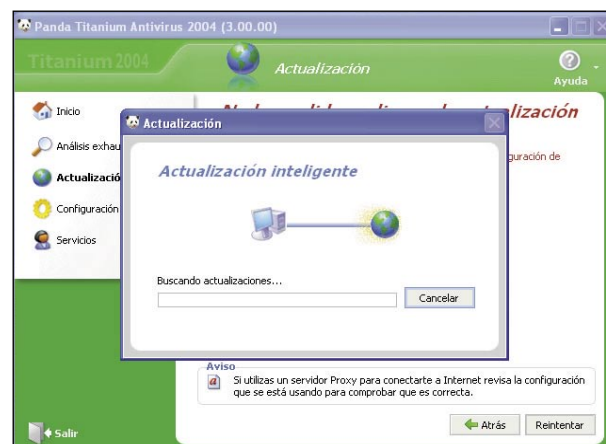 Panda Titanium Antivirus 2004 (3.00.00)
Titanium 2004
Actualización
Ayuda
Inicio
Análisis exhau
Actualizació
Configuración
Servicios
Salir
lización
guración de
Actualización
Actualización inteligente
Buscando actualizaciones...
Cancelar
Aviso
Si utilizas un servidor Proxy para conectarte a Internet revisa la configuración
que se está usando para comprobar que es correcta.
Atrás
Reintentar